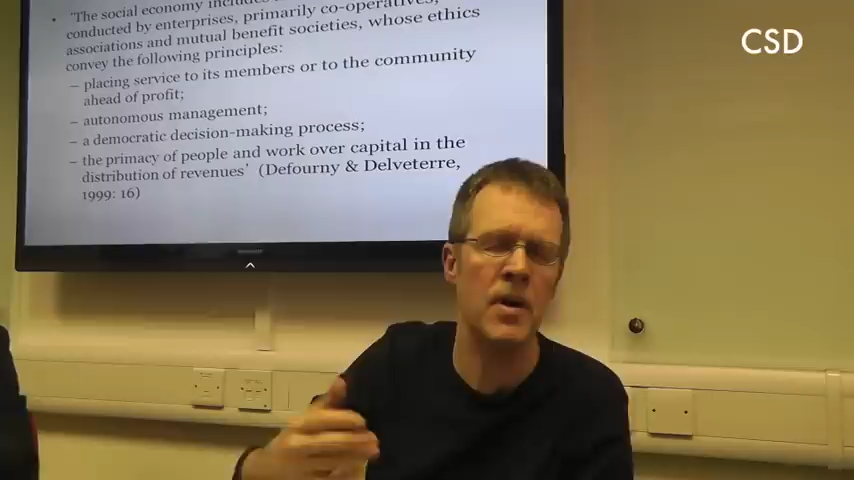 • 'The social economy includes
conducted by enterprises, primarily co-operatives,
associations and mutual benefit societies, whose ethics
convey the following principles:
– placing service to its members or to the community
ahead of profit;
– autonomous management;
– a democratic decision-making process;
– the primacy of people and work over capital in the
distribution of revenues' (Defourny & Delveterre,
1999: 16)
CSD